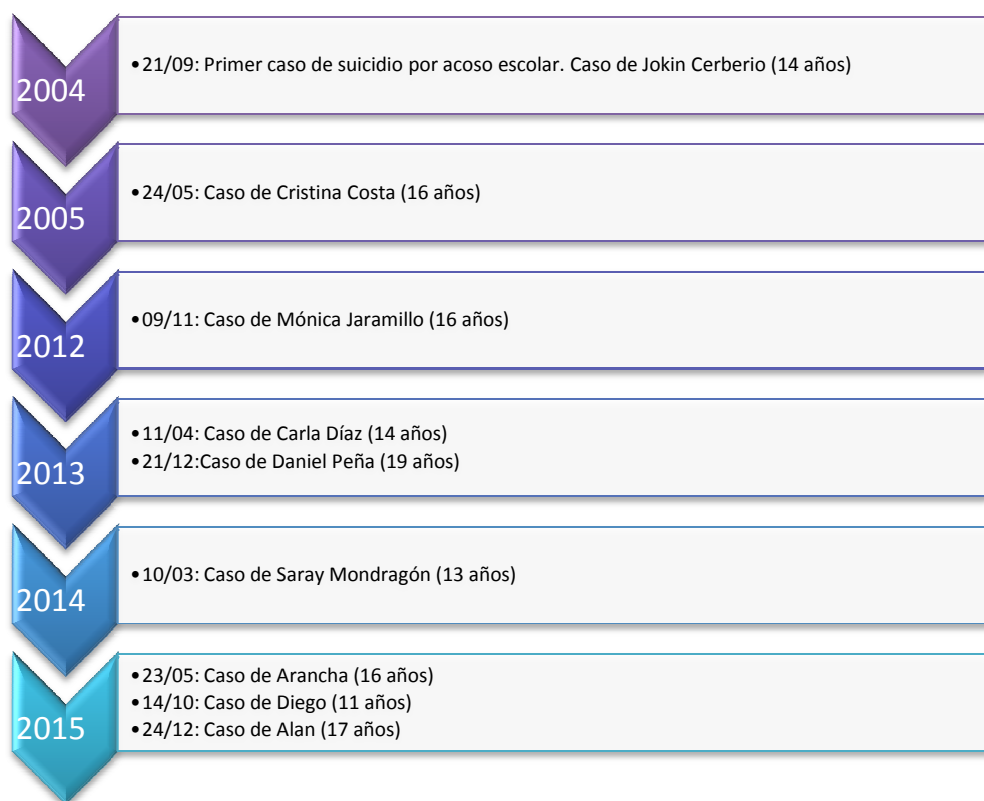 2004
•21/09: Primer caso de suicidio por acoso escolar. Caso de Jokin Cerberio (14 años)
2005
•24/05: Caso de Cristina Costa (16 años)
2012
•09/11: Caso de Mónica Jaramillo (16 años)
2013
•11/04: Caso de Carla Díaz (14 años)
•21/12:Caso de Daniel Peña (19 años)
2014
•10/03: Caso de Saray Mondragón (13 años)
2015
•23/05: Caso de Arancha (16 años)
•14/10: Caso de Diego (11 años)
•24/12: Caso de Alan (17 años)